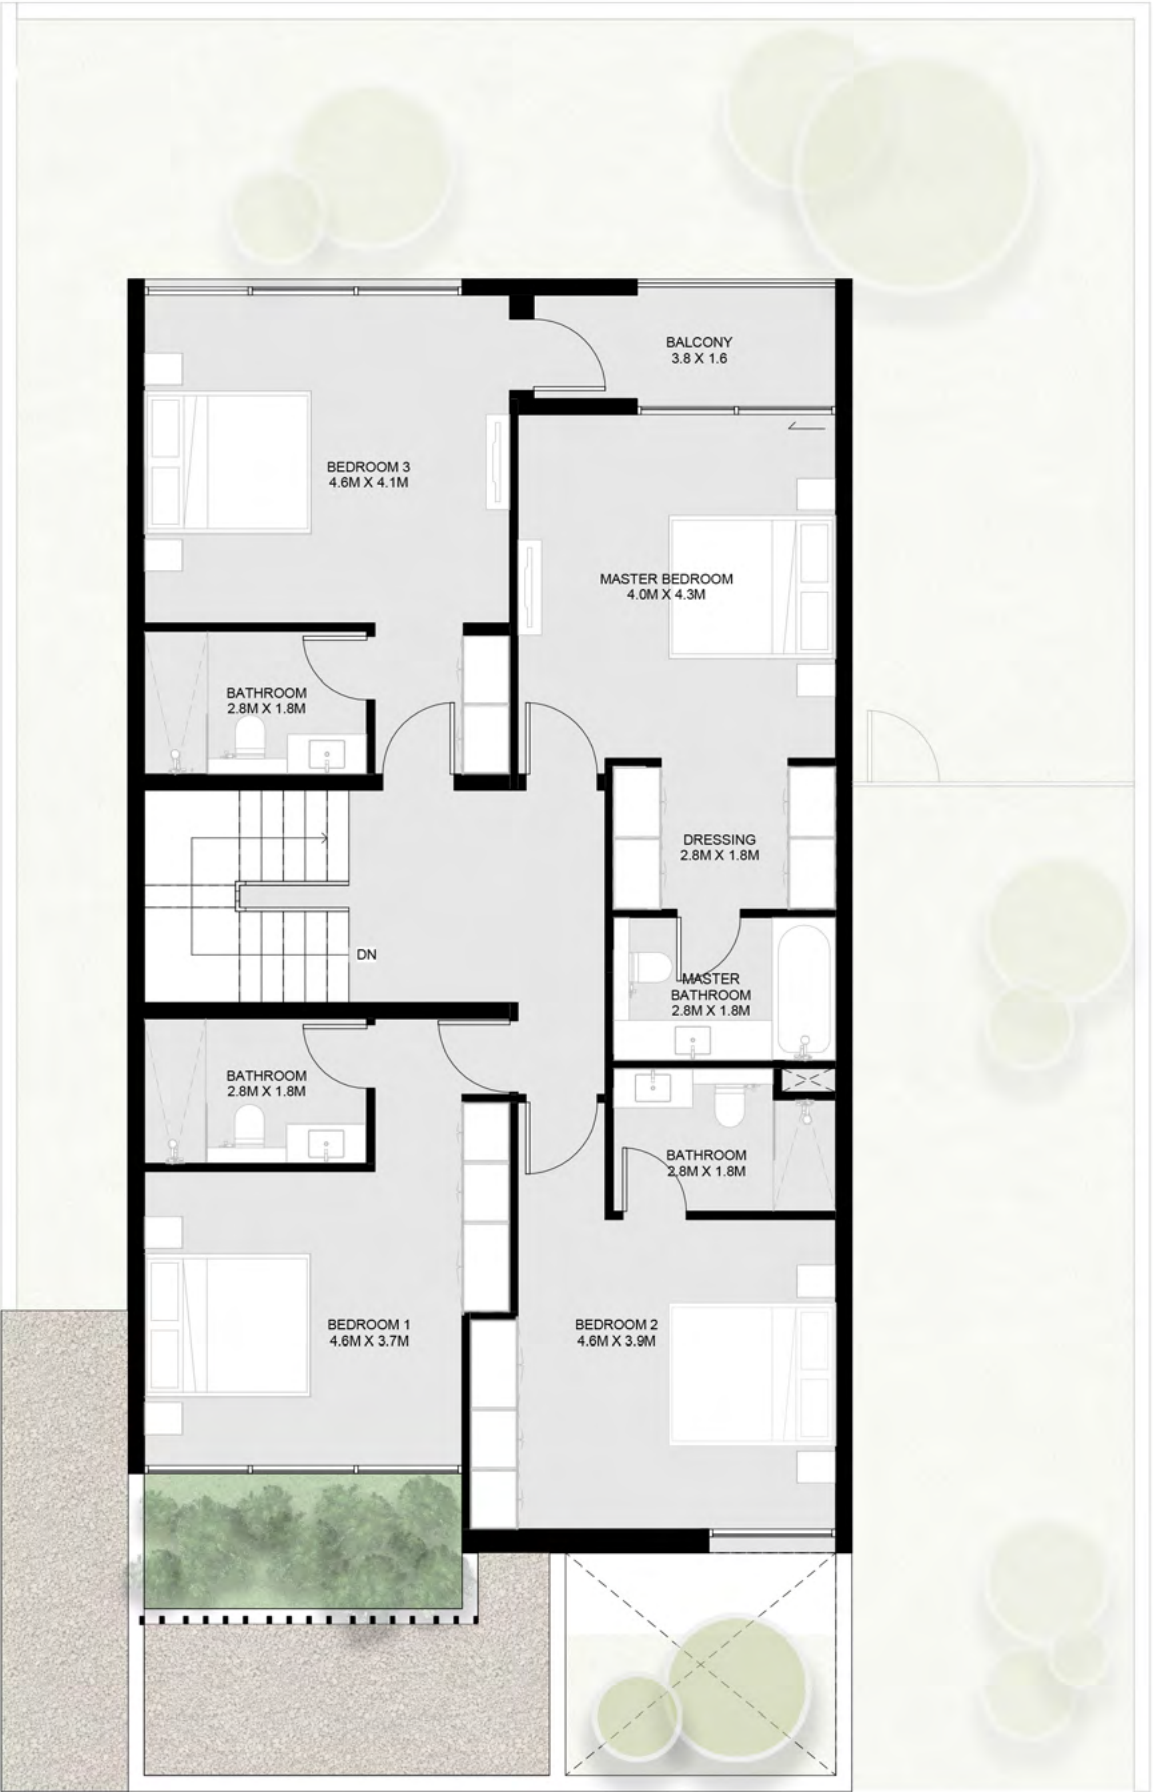 BALCONY
3.8 X 1.6
BEDROOM 3
4.6M X 4.1M
MASTER BEDROOM
4.0M X 4.3M
BATHROOM
2.8M X 1.8M
DRESSING
2.8M X 1.8M
DN
MASTER
BATHROOM
2.8M X 1.8M
BATHROOM
2.8M X 1.8M
BATHROOM
2.8M X 1.8M
BEDROOM 1
4.6M X 3.7M
BEDROOM 2
4.6M X 3.9M